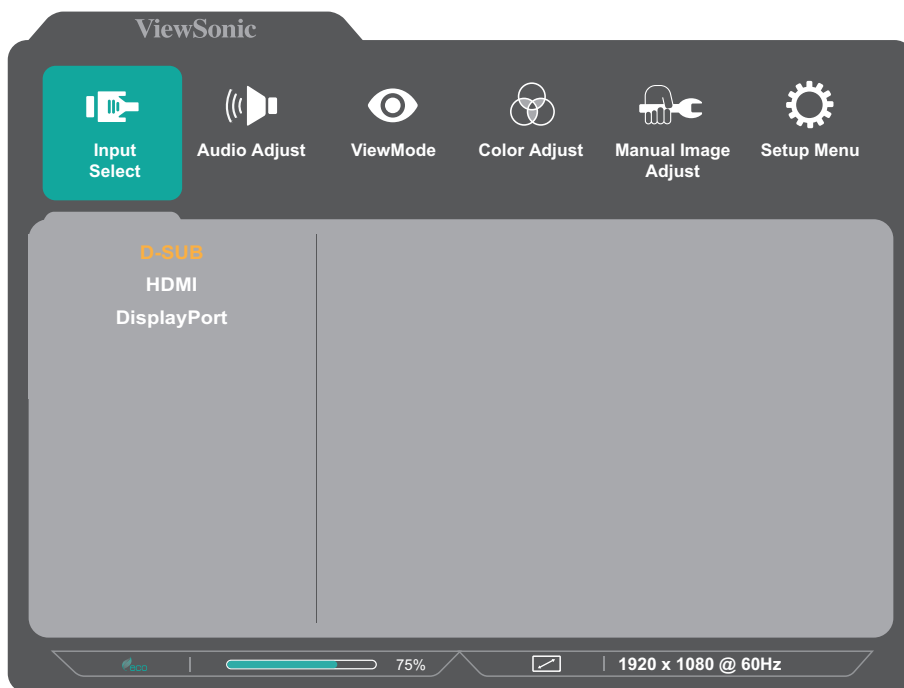 ViewSonic
Input
Select
Audio Adjust
ViewMode
Color Adjust
Manual Image
Adjust
Setup Menu
D-SUB
HDMI
DisplayPort
eco
75%
1920 x 1080 @ 60Hz